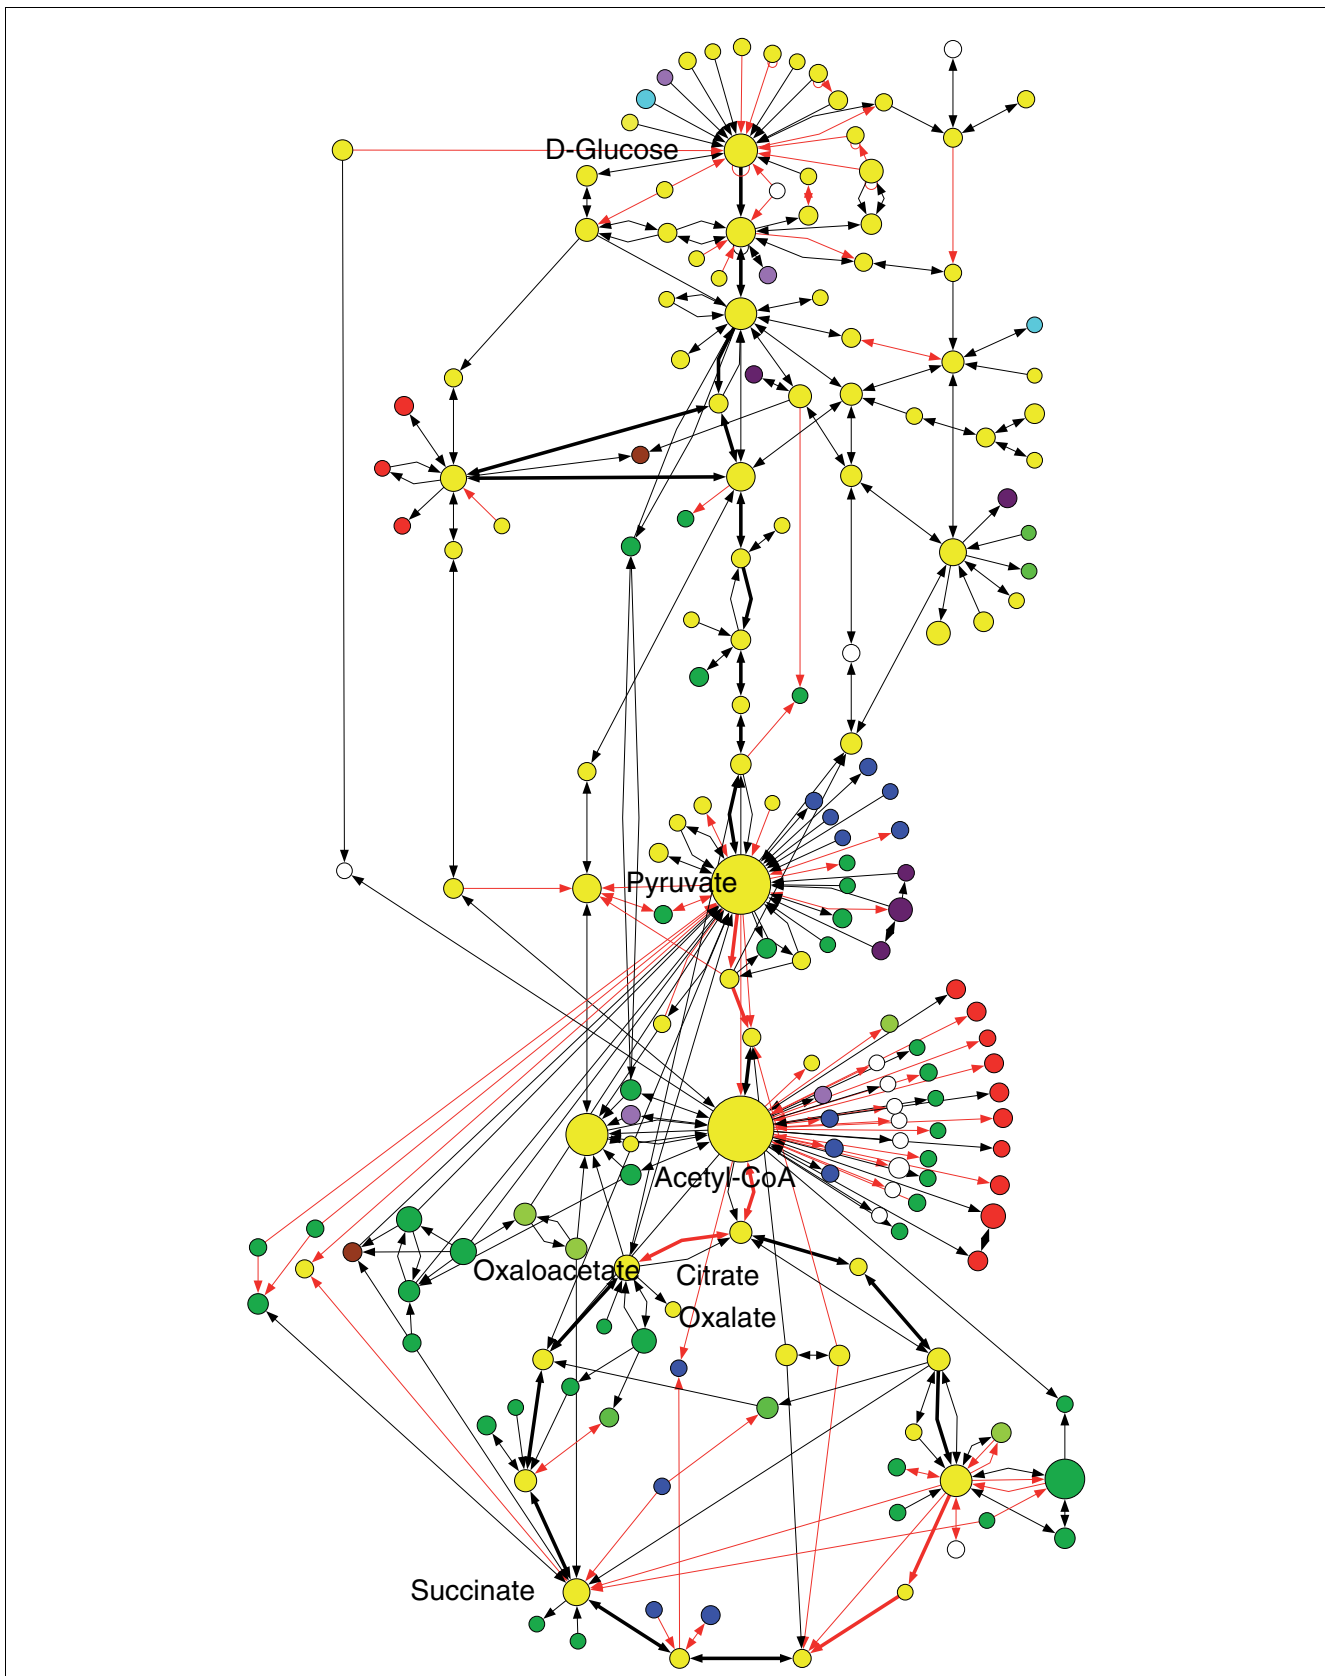 D-Glucose
Pyruvate
Acetyl-CoA
Oxaloacetate
Citrate
Oxalate
Succinate